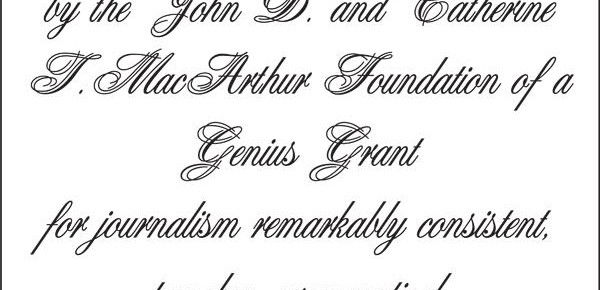 by the John D. and Catherine
T. MacArthur Foundation of a
Genius Grant
for journalism remarkably consistent,